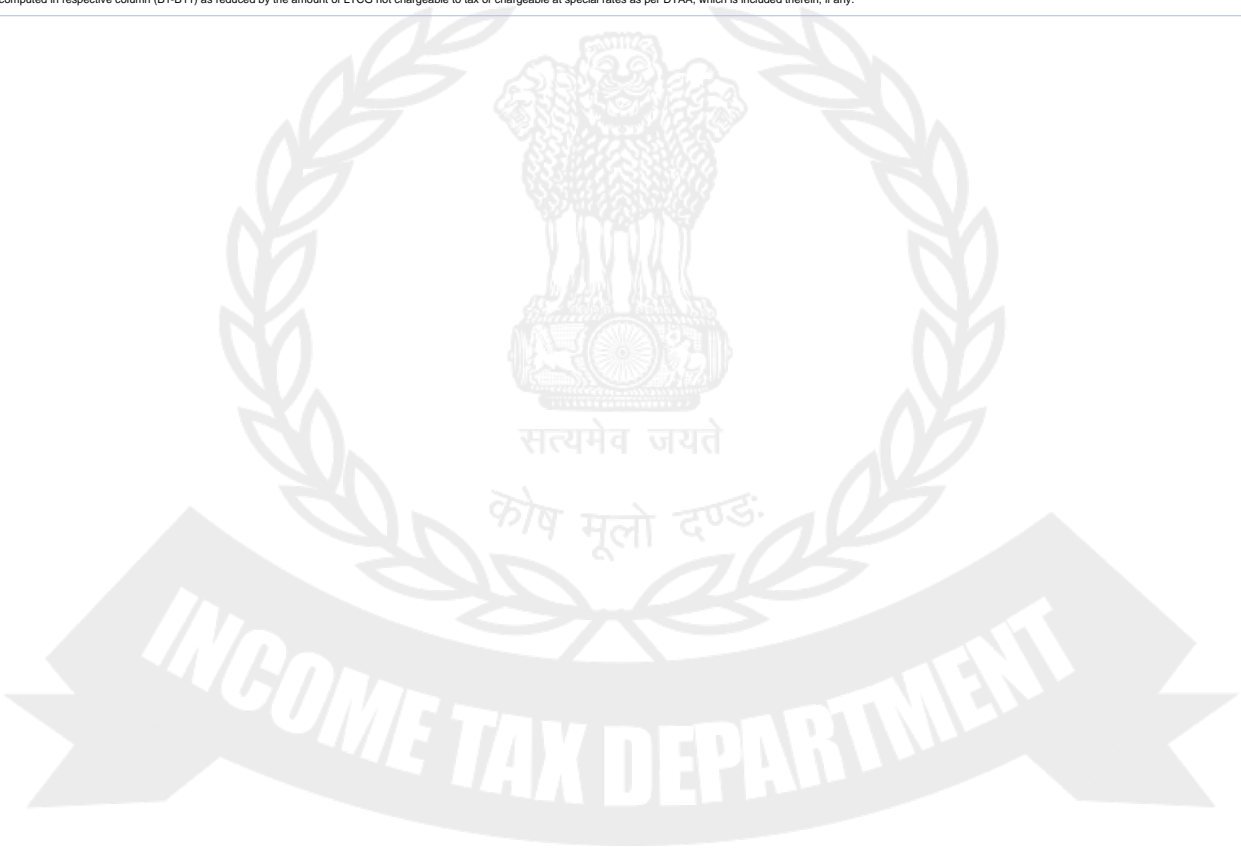 computed in respective column (B1-B11) as reduced by the amount of LTCG not chargeable to tax or chargeable at special rates as per DTAA, which is included therein, if any.
सत्यमेव जयते
कोष मूलो दण्डः
INCOME TAX DEPARTMENT